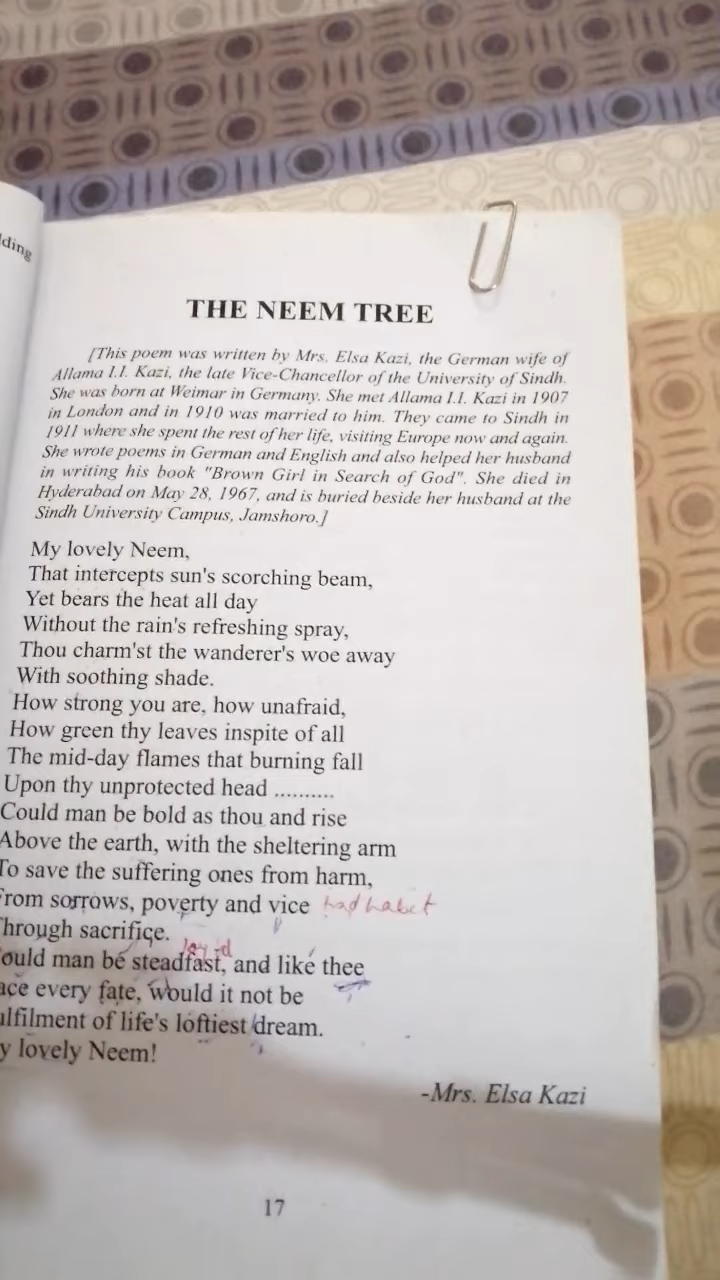 lding
THE NEEM TREE
[This poem was written by Mrs. Elsa Kazi, the German wife of
Allama I.I. Kazi, the late Vice-Chancellor of the University of Sindh.
She was born at Weimar in Germany. She met Allama I.I. Kazi in 1907
in London and in 1910 was married to him. They came to Sindh in
1911 where she spent the rest of her life, visiting Europe now and again.
She wrote poems in German and English and also helped her husband
in writing his book "Brown Girl in Search of God". She died in
Hyderabad on May 28, 1967, and is buried beside her husband at the
Sindh University Campus, Jamshoro.]
My lovely Neem,
That intercepts sun's scorching beam,
Yet bears the heat all day
Without the rain's refreshing spray,
Thou charm'st the wanderer's woe away
With soothing shade.
How strong you are, how unafraid,
How green thy leaves inspite of all
The mid-day flames that burning fall
Upon thy unprotected head ..........
Could man be bold as thou and rise
Above the earth, with the sheltering arm
To save the suffering ones from harm,
From sorrows, poverty and vice bad habit
Through sacrifice.
ould man be steadfast, and like thee
ace every fate, would it not be
ulfilment of life's loftiest dream.
y lovely Neem!
-Mrs. Elsa Kazi
17